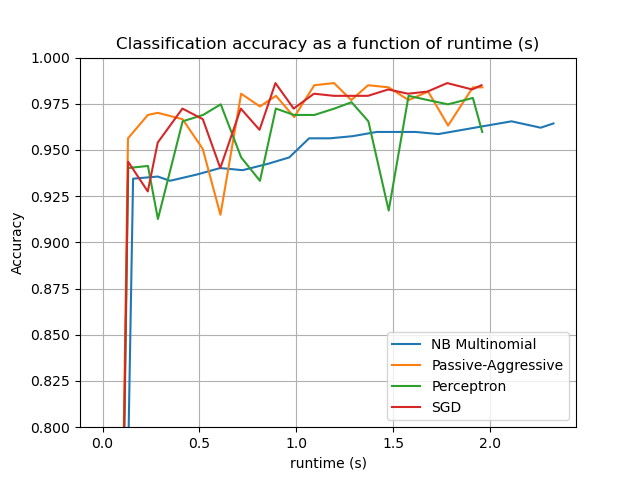 Classification accuracy as a function of runtime (s)
1.000
0.975
0.950
0.925
0.900
0.875
0.850
0.825
0.800
Accuracy
NB Multinomial
Passive-Aggressive
Perceptron
SGD
0.0 0.5 1.0 1.5 2.0
runtime (s)